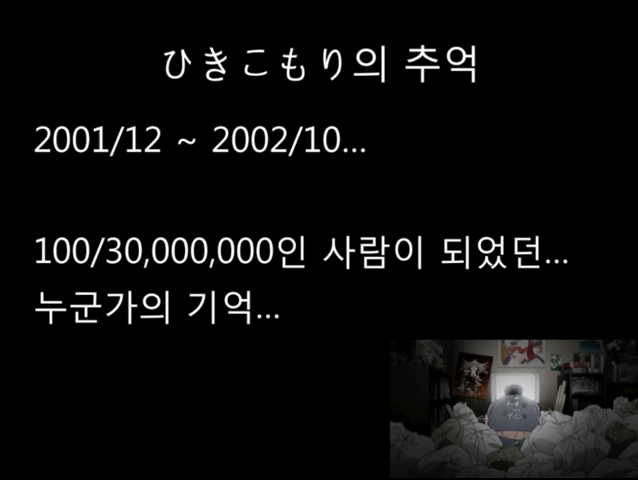 ひきこもり의 추억
2001/12 ~ 2002/10...
100/30,000,000인 사람이 되었던...
누군가의 기억...